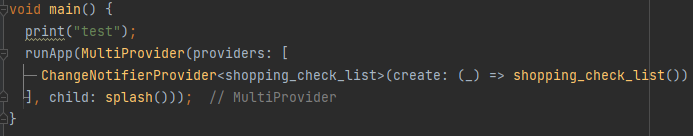 void main() {
print("test");
runApp(MultiProvider(providers: [
ChangeNotifierProvider<shopping_check_list>(create: (_) => shopping_check_list())
], child: splash())); // MultiProvider
}